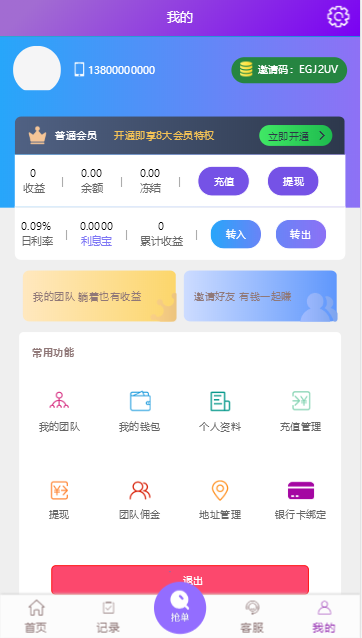 我的
13800000000
邀请码：EGJ2UV
普通会员 开通即享8大会员特权 立即开通 >
0 0.00 0.00
收益 余额 冻结 充值 提现
0.09% 0.0000 0
日利率 利息宝 累计收益 转入 转出
我的团队 躺着也有收益 邀请好友 有钱一起赚
常用功能
我的团队 我的钱包 个人资料 充值管理
提现 团队佣金 地址管理 银行卡绑定
退出
首页 记录 抢单 客服 我的